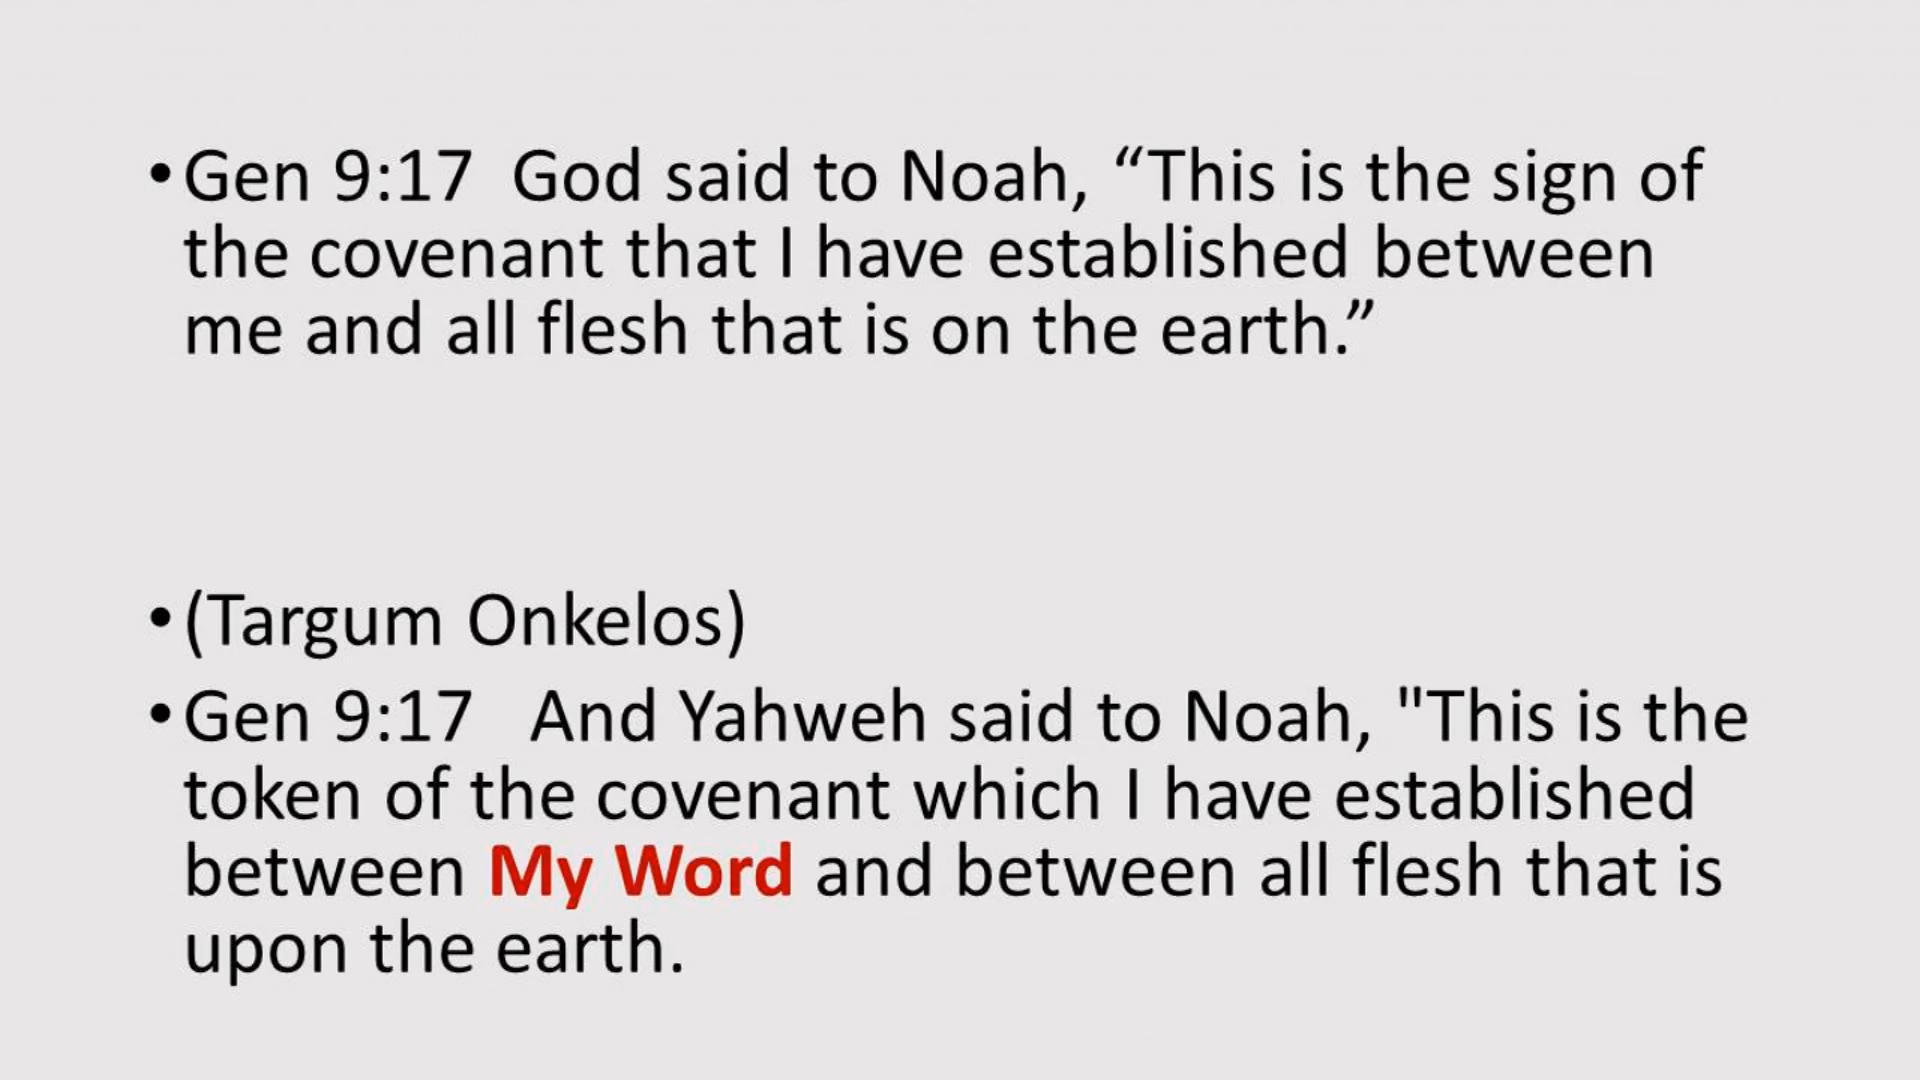 •Gen 9:17  God said to Noah, “This is the sign of
the covenant that I have established between
me and all flesh that is on the earth.”
•(Targum Onkelos)
•Gen 9:17   And Yahweh said to Noah, "This is the
token of the covenant which I have established
between My Word and between all flesh that is
upon the earth.